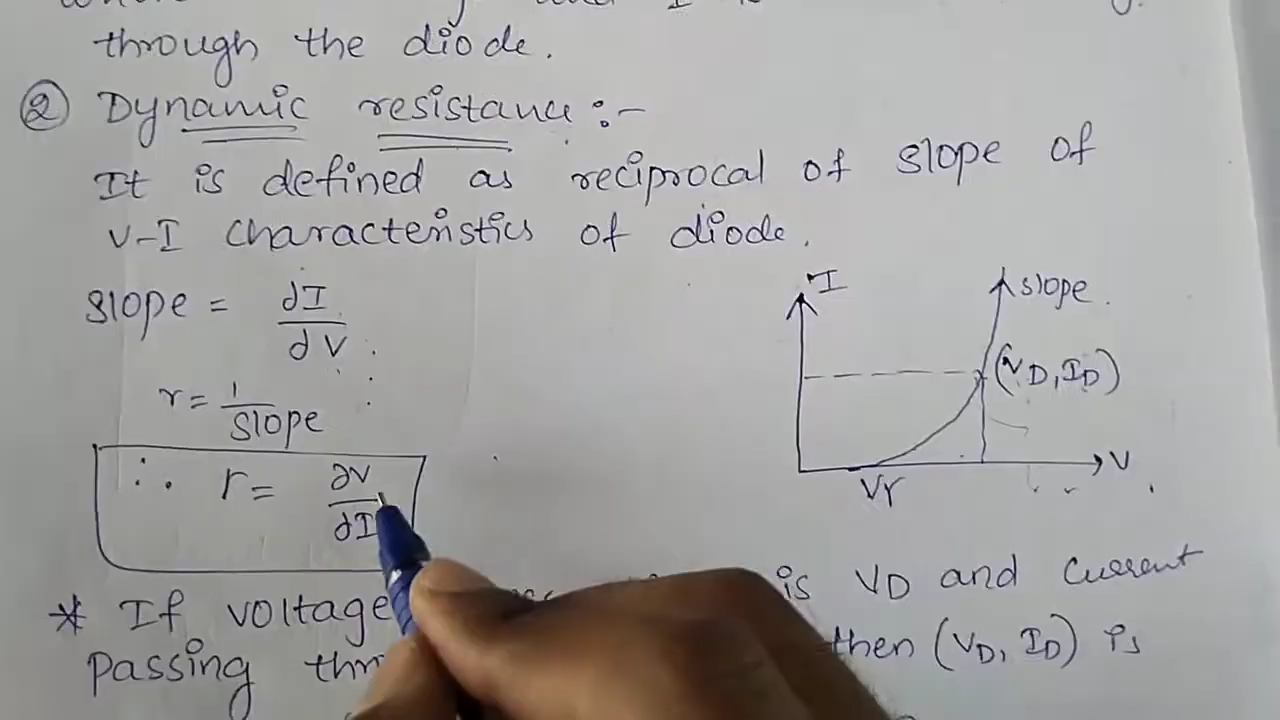 through the diode.
② Dynamic resistance :-
It is defined as reciprocal of slope of
V-I characteristics of diode.
slope = ∂I/∂V
r = 1/slope
∴ r = ∂V/∂I
I
slope.
(VD, ID)
V
Vr
* If voltage is VD and current
passing then (VD, ID) is